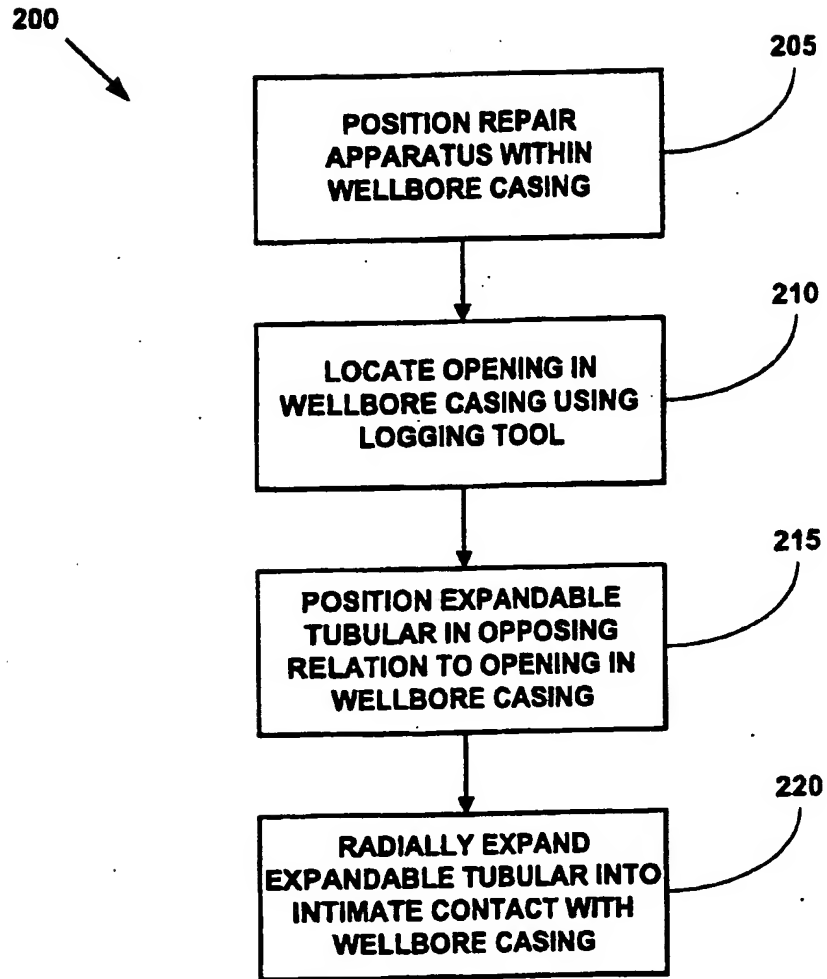 200
205
POSITION REPAIR
APPARATUS WITHIN
WELLBORE CASING
210
LOCATE OPENING IN
WELLBORE CASING USING
LOGGING TOOL
215
POSITION EXPANDABLE
TUBULAR IN OPPOSING
RELATION TO OPENING IN
WELLBORE CASING
220
RADIALLY EXPAND
EXPANDABLE TUBULAR INTO
INTIMATE CONTACT WITH
WELLBORE CASING